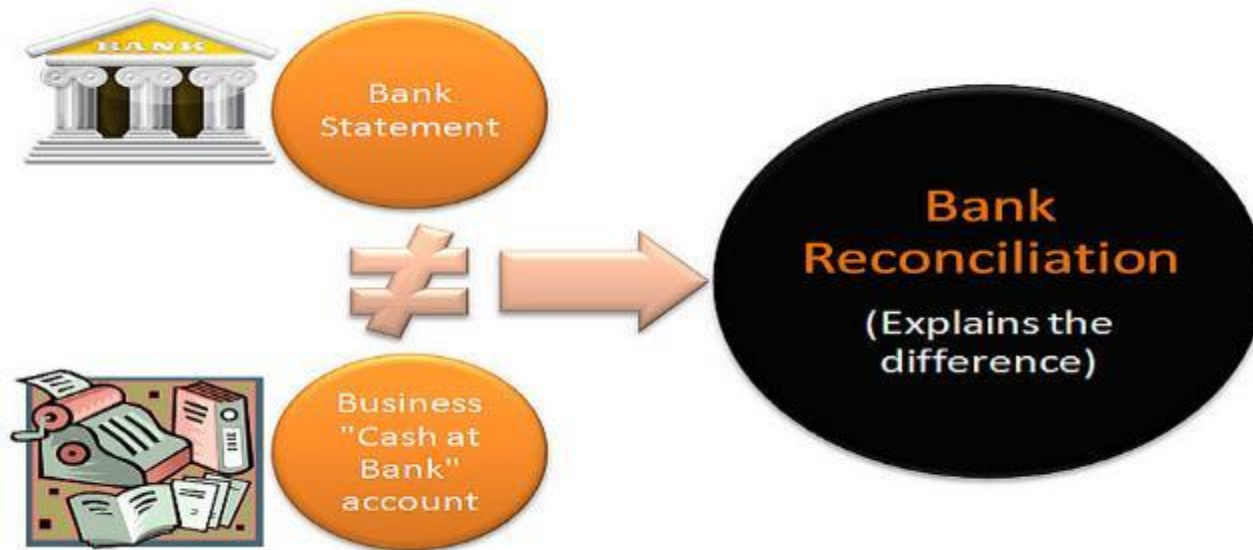 BANK
Bank
Statement
≠
Business
"Cash at
Bank"
account
Bank
Reconciliation
(Explains the
difference)